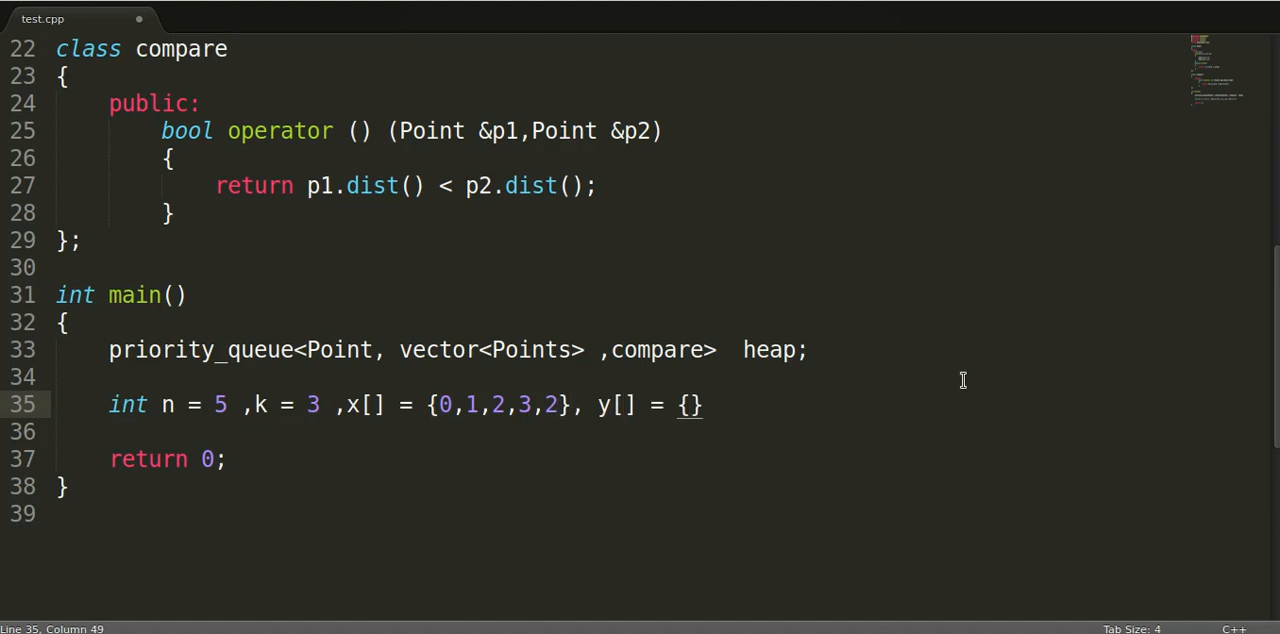 test.cpp
22 class compare
23 {
24     public:
25         bool operator () (Point &p1,Point &p2)
26         {
27             return p1.dist() < p2.dist();
28         }
29 };
30
31 int main()
32 {
33     priority_queue<Point, vector<Points> ,compare>  heap;
34
35     int n = 5 ,k = 3 ,x[] = {0,1,2,3,2}, y[] = {}
36
37     return 0;
38 }
39
Line 35, Column 49 Tab Size: 4 C++